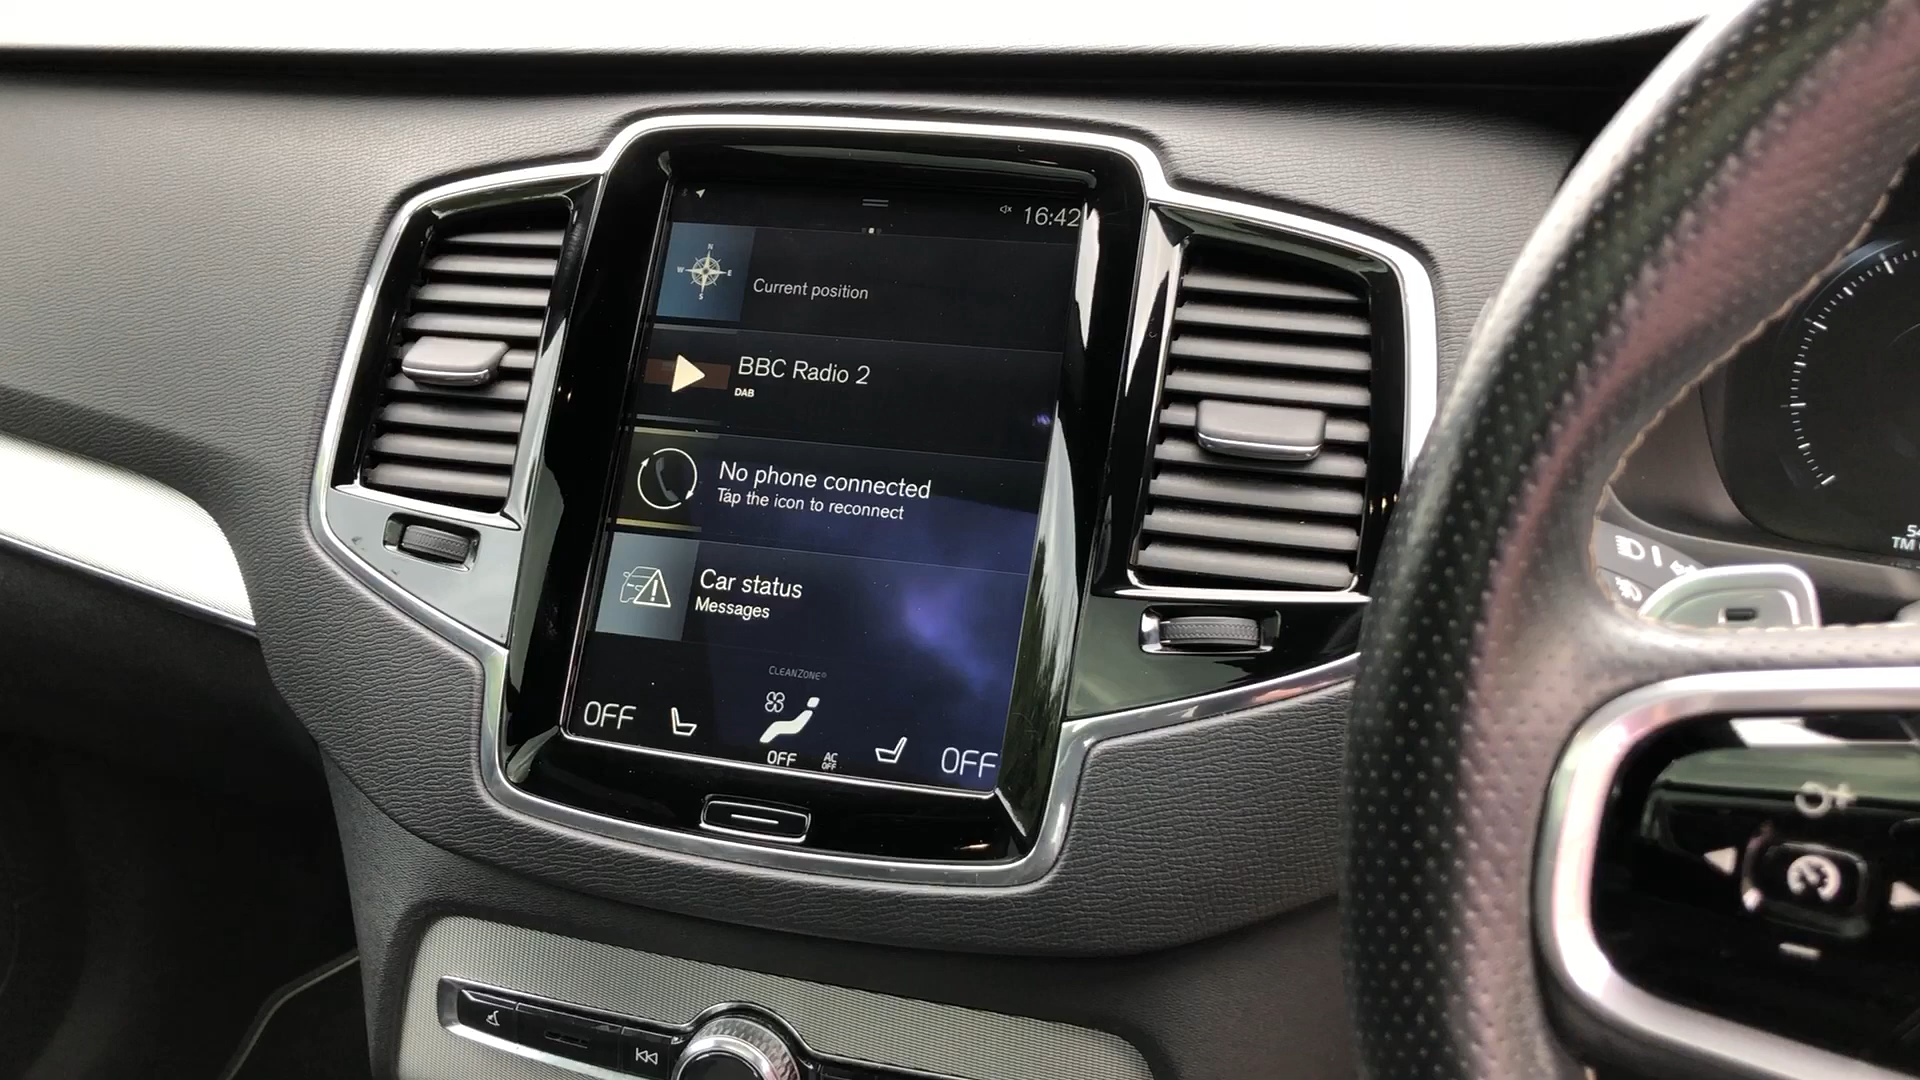 16:42
N
W E
S
Current position
BBC Radio 2
DAB
No phone connected
Tap the icon to reconnect
Car status
Messages
CLEANZONE
OFF
OFF
AC
OFF
OFF
TM